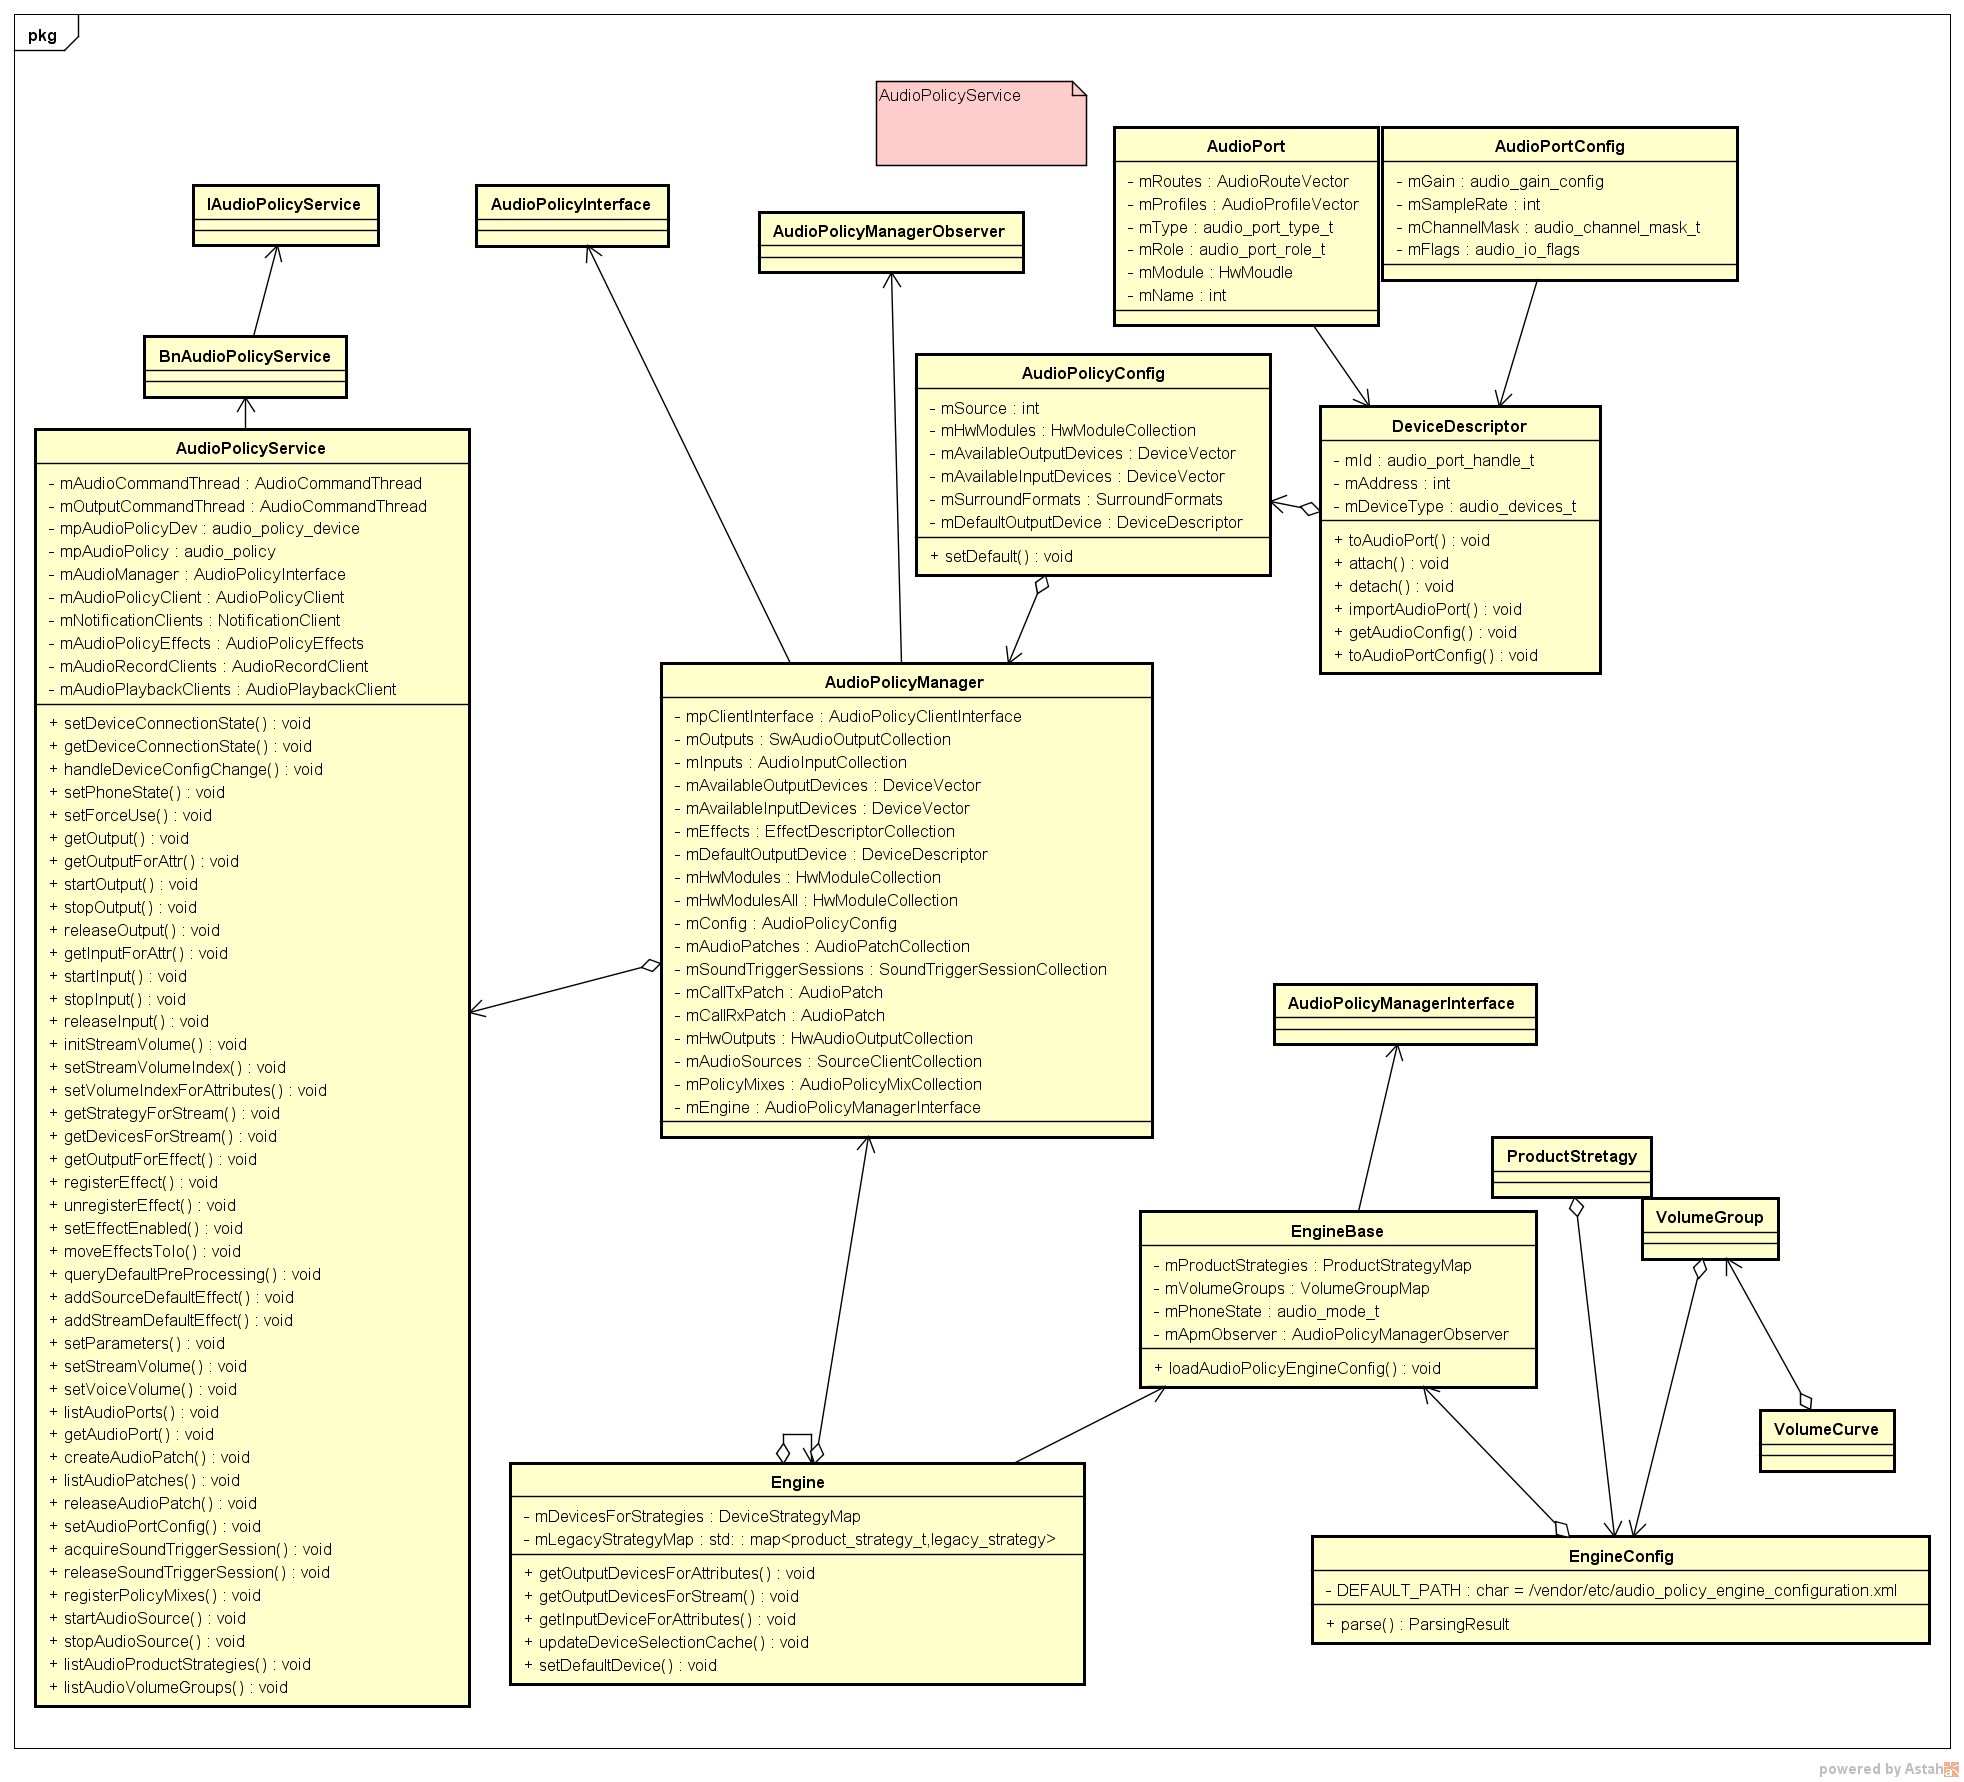 pkg
AudioPolicyService
IAudioPolicyService
AudioPolicyInterface
AudioPolicyManagerObserver
AudioPort
- mRoutes : AudioRouteVector
- mProfiles : AudioProfileVector
- mType : audio_port_type_t
- mRole : audio_port_role_t
- mModule : HwMoudle
- mName : int
AudioPortConfig
- mGain : audio_gain_config
- mSampleRate : int
- mChannelMask : audio_channel_mask_t
- mFlags : audio_io_flags
BnAudioPolicyService
AudioPolicyConfig
- mSource : int
- mHwModules : HwModuleCollection
- mAvailableOutputDevices : DeviceVector
- mAvailableInputDevices : DeviceVector
- mSurroundFormats : SurroundFormats
- mDefaultOutputDevice : DeviceDescriptor
+ setDefault() : void
DeviceDescriptor
- mId : audio_port_handle_t
- mAddress : int
- mDeviceType : audio_devices_t
+ toAudioPort() : void
+ attach() : void
+ detach() : void
+ importAudioPort() : void
+ getAudioConfig() : void
+ toAudioPortConfig() : void
AudioPolicyService
- mAudioCommandThread : AudioCommandThread
- mOutputCommandThread : AudioCommandThread
- mpAudioPolicyDev : audio_policy_device
- mpAudioPolicy : audio_policy
- mAudioManager : AudioPolicyInterface
- mAudioPolicyClient : AudioPolicyClient
- mNotificationClients : NotificationClient
- mAudioPolicyEffects : AudioPolicyEffects
- mAudioRecordClients : AudioRecordClient
- mAudioPlaybackClients : AudioPlaybackClient
+ setDeviceConnectionState() : void
+ getDeviceConnectionState() : void
+ handleDeviceConfigChange() : void
+ setPhoneState() : void
+ setForceUse() : void
+ getOutput() : void
+ getOutputForAttr() : void
+ startOutput() : void
+ stopOutput() : void
+ releaseOutput() : void
+ getInputForAttr() : void
+ startInput() : void
+ stopInput() : void
+ releaseInput() : void
+ initStreamVolume() : void
+ setStreamVolumeIndex() : void
+ setVolumeIndexForAttributes() : void
+ getStrategyForStream() : void
+ getDevicesForStream() : void
+ getOutputForEffect() : void
+ registerEffect() : void
+ unregisterEffect() : void
+ setEffectEnabled() : void
+ moveEffectsToIo() : void
+ queryDefaultPreProcessing() : void
+ addSourceDefaultEffect() : void
+ addStreamDefaultEffect() : void
+ setParameters() : void
+ setStreamVolume() : void
+ setVoiceVolume() : void
+ listAudioPorts() : void
+ getAudioPort() : void
+ createAudioPatch() : void
+ listAudioPatches() : void
+ releaseAudioPatch() : void
+ setAudioPortConfig() : void
+ acquireSoundTriggerSession() : void
+ releaseSoundTriggerSession() : void
+ registerPolicyMixes() : void
+ startAudioSource() : void
+ stopAudioSource() : void
+ listAudioProductStrategies() : void
+ listAudioVolumeGroups() : void
AudioPolicyManager
- mpClientInterface : AudioPolicyClientInterface
- mOutputs : SwAudioOutputCollection
- mInputs : AudioInputCollection
- mAvailableOutputDevices : DeviceVector
- mAvailableInputDevices : DeviceVector
- mEffects : EffectDescriptorCollection
- mDefaultOutputDevice : DeviceDescriptor
- mHwModules : HwModuleCollection
- mHwModulesAll : HwModuleCollection
- mConfig : AudioPolicyConfig
- mAudioPatches : AudioPatchCollection
- mSoundTriggerSessions : SoundTriggerSessionCollection
- mCallTxPatch : AudioPatch
- mCallRxPatch : AudioPatch
- mHwOutputs : HwAudioOutputCollection
- mAudioSources : SourceClientCollection
- mPolicyMixes : AudioPolicyMixCollection
- mEngine : AudioPolicyManagerInterface
AudioPolicyManagerInterface
ProductStretagy
VolumeGroup
EngineBase
- mProductStrategies : ProductStrategyMap
- mVolumeGroups : VolumeGroupMap
- mPhoneState : audio_mode_t
- mApmObserver : AudioPolicyManagerObserver
+ loadAudioPolicyEngineConfig() : void
VolumeCurve
Engine
- mDevicesForStrategies : DeviceStrategyMap
- mLegacyStrategyMap : std: : map<product_strategy_t,legacy_strategy>
+ getOutputDevicesForAttributes() : void
+ getOutputDevicesForStream() : void
+ getInputDeviceForAttributes() : void
+ updateDeviceSelectionCache() : void
+ setDefaultDevice() : void
EngineConfig
- DEFAULT_PATH : char = /vendor/etc/audio_policy_engine_configuration.xml
+ parse() : ParsingResult
powered by Astah